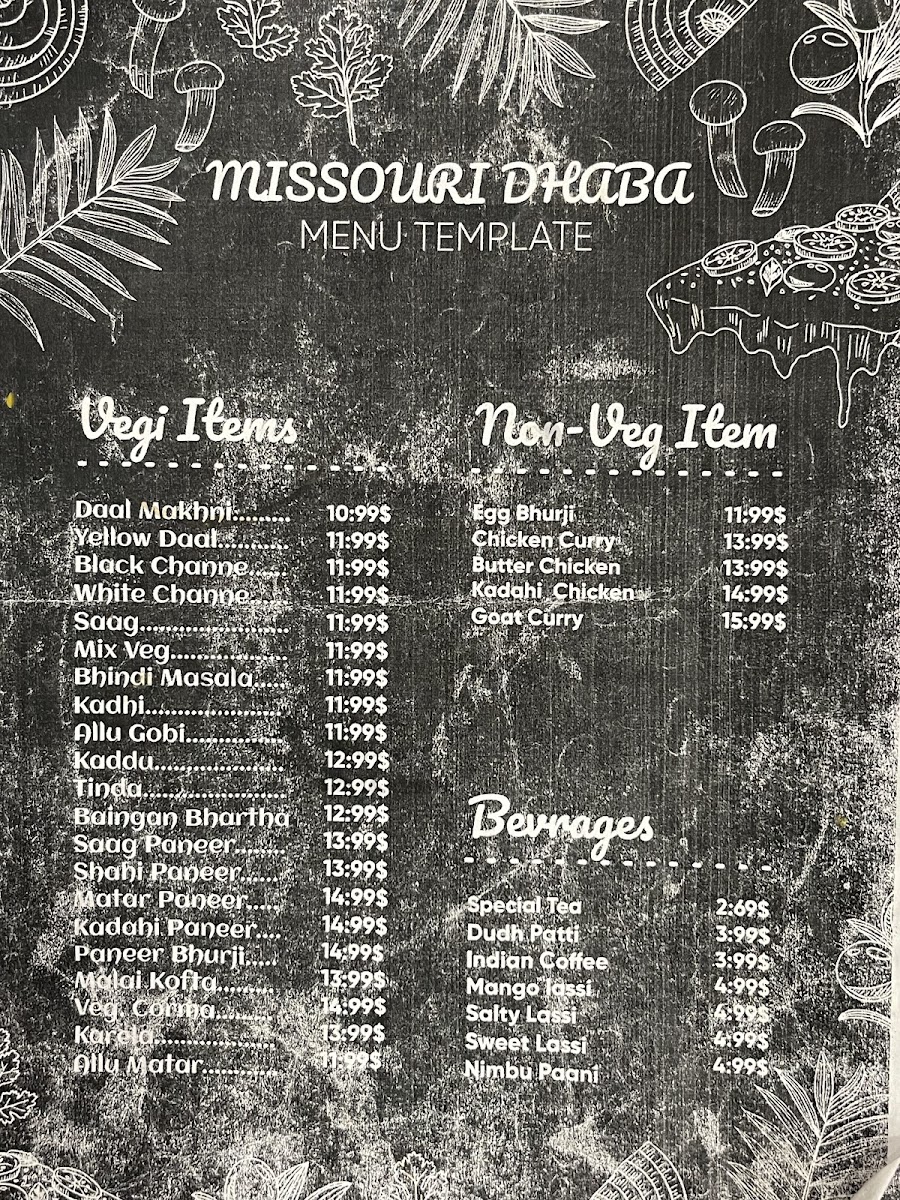 MISSOURI DHABA
MENU TEMPLATE
Vegi Items
Daal Makhni:......... 10:99$
Yellow Daal........... 11:99$
Black Channe...... 11:99$
White Channe.... 11:99$
Saag....................... 11:99$
Mix Veg.................. 11:99$
Bhindi Masala..... 11:99$
Kadhi..................... 11:99$
Allu Gobi............... 11:99$
Kaddu.................... 12:99$
Tinda...................... 12:99$
Baingan Bhartha 12:99$
Saag Paneer........ 13:99$
Shahi Paneer...... 13:99$
Matar Paneer..... 14:99$
Kadahi Paneer.... 14:99$
Paneer Bhurji..... 14:99$
Malai Kofta......... 13:99$
Veg. Corma........ 14:99$
Karela................... 13:99$
Allu Matar............ 11:99$
Non-Veg Item
Egg Bhurji 11:99$
Chicken Curry 13:99$
Butter Chicken 13:99$
Kadahi Chicken 14:99$
Goat Curry 15:99$
Bevrages
Special Tea 2:69$
Dudh Patti 3:99$
Indian Coffee 3:99$
Mango lassi 4:99$
Salty Lassi 4:99$
Sweet Lassi 4:99$
Nimbu Paani 4:99$